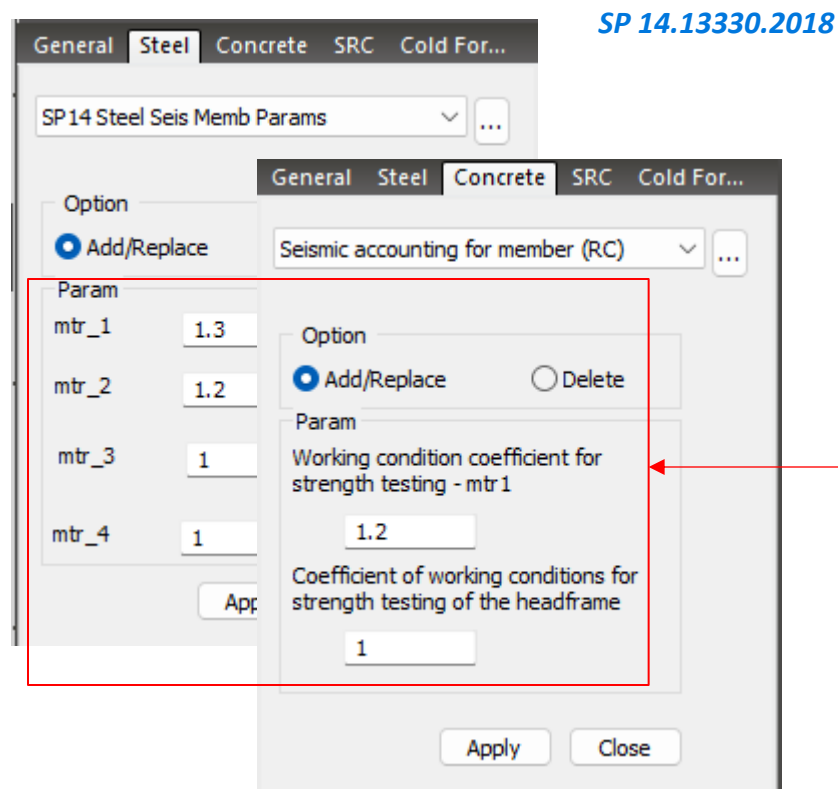 SP 14.13330.2018
General Steel Concrete SRC Cold For...
SP14 Steel Seis Memb Params ...
Option
Add/Replace
Param
mtr_1 1.3
mtr_2 1.2
mtr_3 1
mtr_4 1
General Steel Concrete SRC Cold For...
Seismic accounting for member (RC) ...
Option
Add/Replace Delete
Param
Working condition coefficient for
strength testing - mtr1
1.2
Coefficient of working conditions for
strength testing of the headframe
1
Apply Close